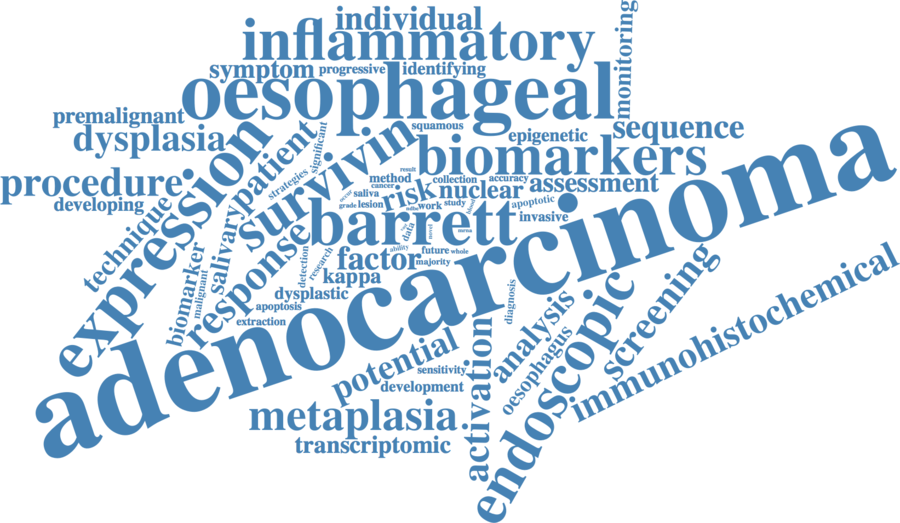 individual
inflammatory
monitoring
symptom
progressive
identifying
oesophageal
premalignant
dysplasia
expression
patient
significant
survivin
squamous
epigenetic
sequence
biomarkers
procedure
developing
technique
strategies
salivary
response
method
result
cancer
collection
accuracy
assessment
saliva
risk
nuclear
grade
lesion
work
study
blood
apoptotic
invasive
barrett
data
novel
adenocarcinoma
biomarker
malignant
detection
research
ability
future
whole
factor
majority
kappa
dysplastic
apoptosis
extraction
diagnosis
potential
sensitivity
development
activation
analysis
oesophagus
endoscopic
screening
immunohistochemical
metaplasia
transcriptomic